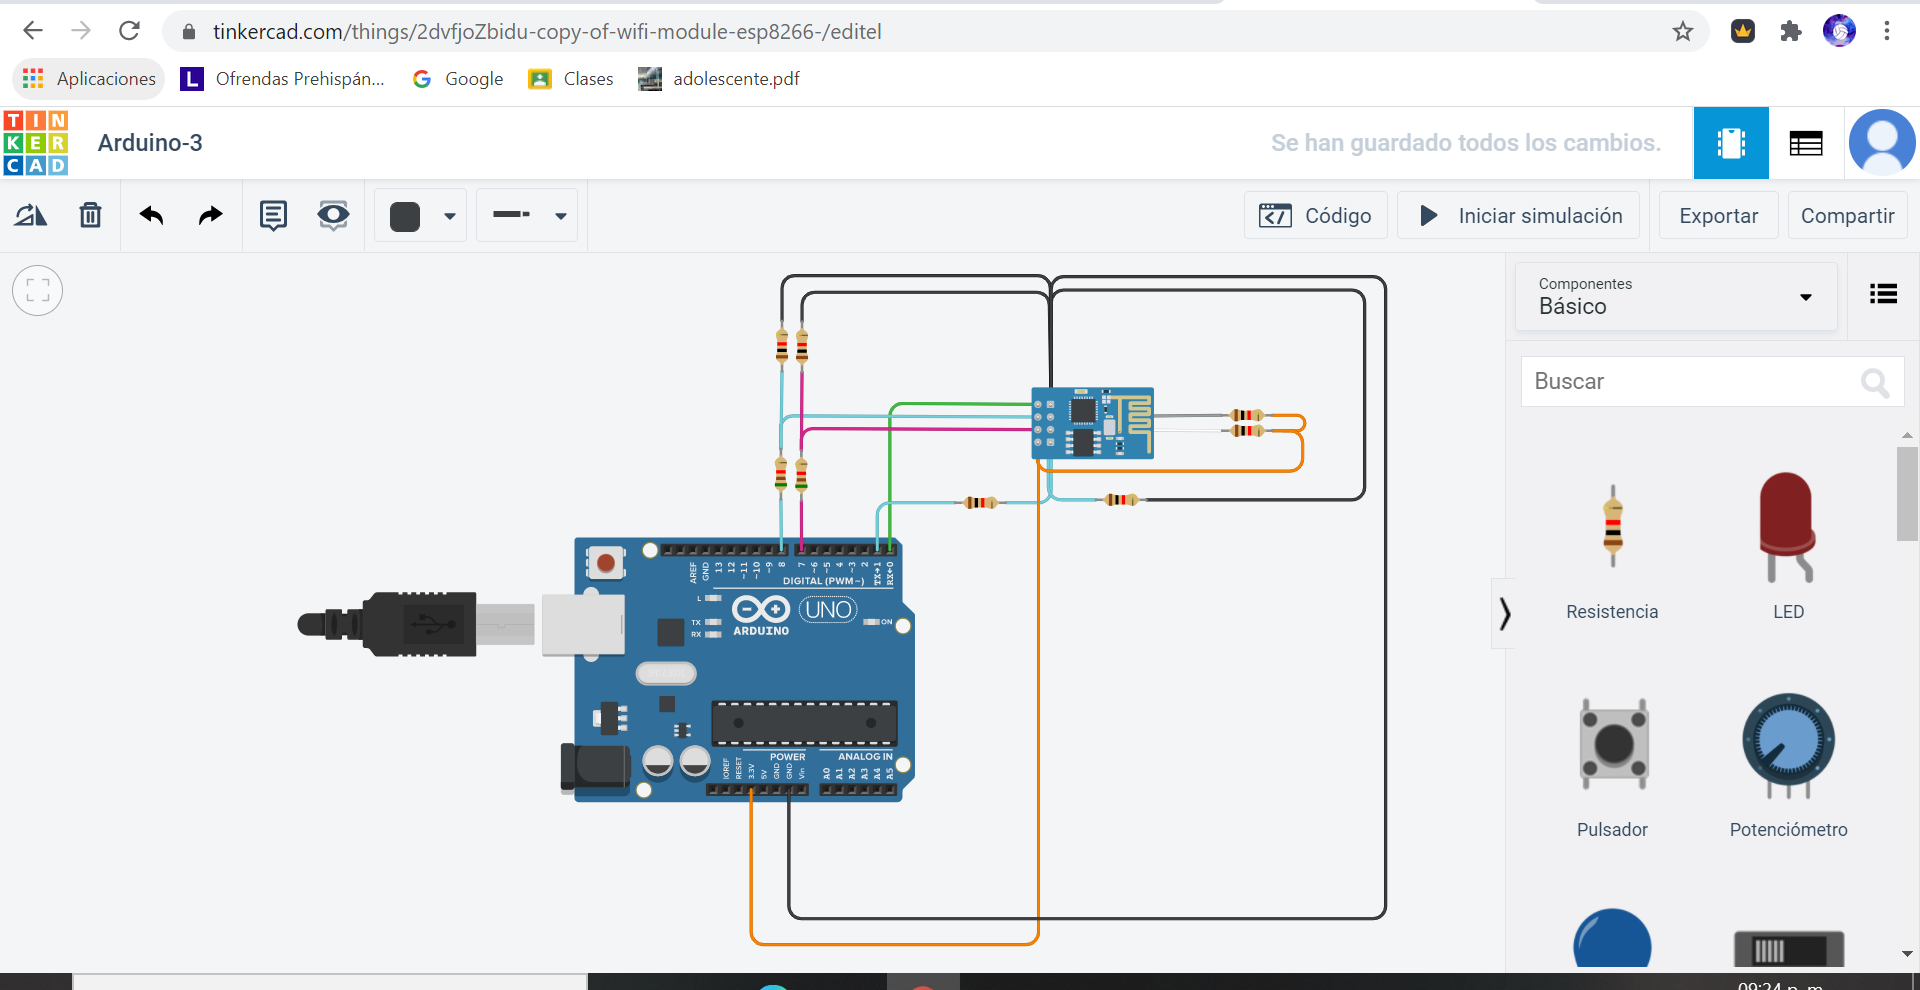 tinkercad.com/things/2dvfjoZbidu-copy-of-wifi-module-esp8266-/editel
Aplicaciones
L Ofrendas Prehispán...
Google
Clases
adolescente.pdf
TIN
KER
CAD
Arduino-3
Se han guardado todos los cambios.
Código
Iniciar simulación
Exportar
Compartir
Componentes
Básico
Buscar
Resistencia
LED
Pulsador
Potenciómetro
AREF
GND
13
12
~11
~10
~9
8
7
~6
~5
4
~3
2
TX→1
RX←0
DIGITAL (PWM~)
L
TX
RX
ARDUINO
UNO
ON
POWER
ANALOG IN
IOREF
RESET
3.3V
5V
GND
GND
Vin
A0
A1
A2
A3
A4
A5